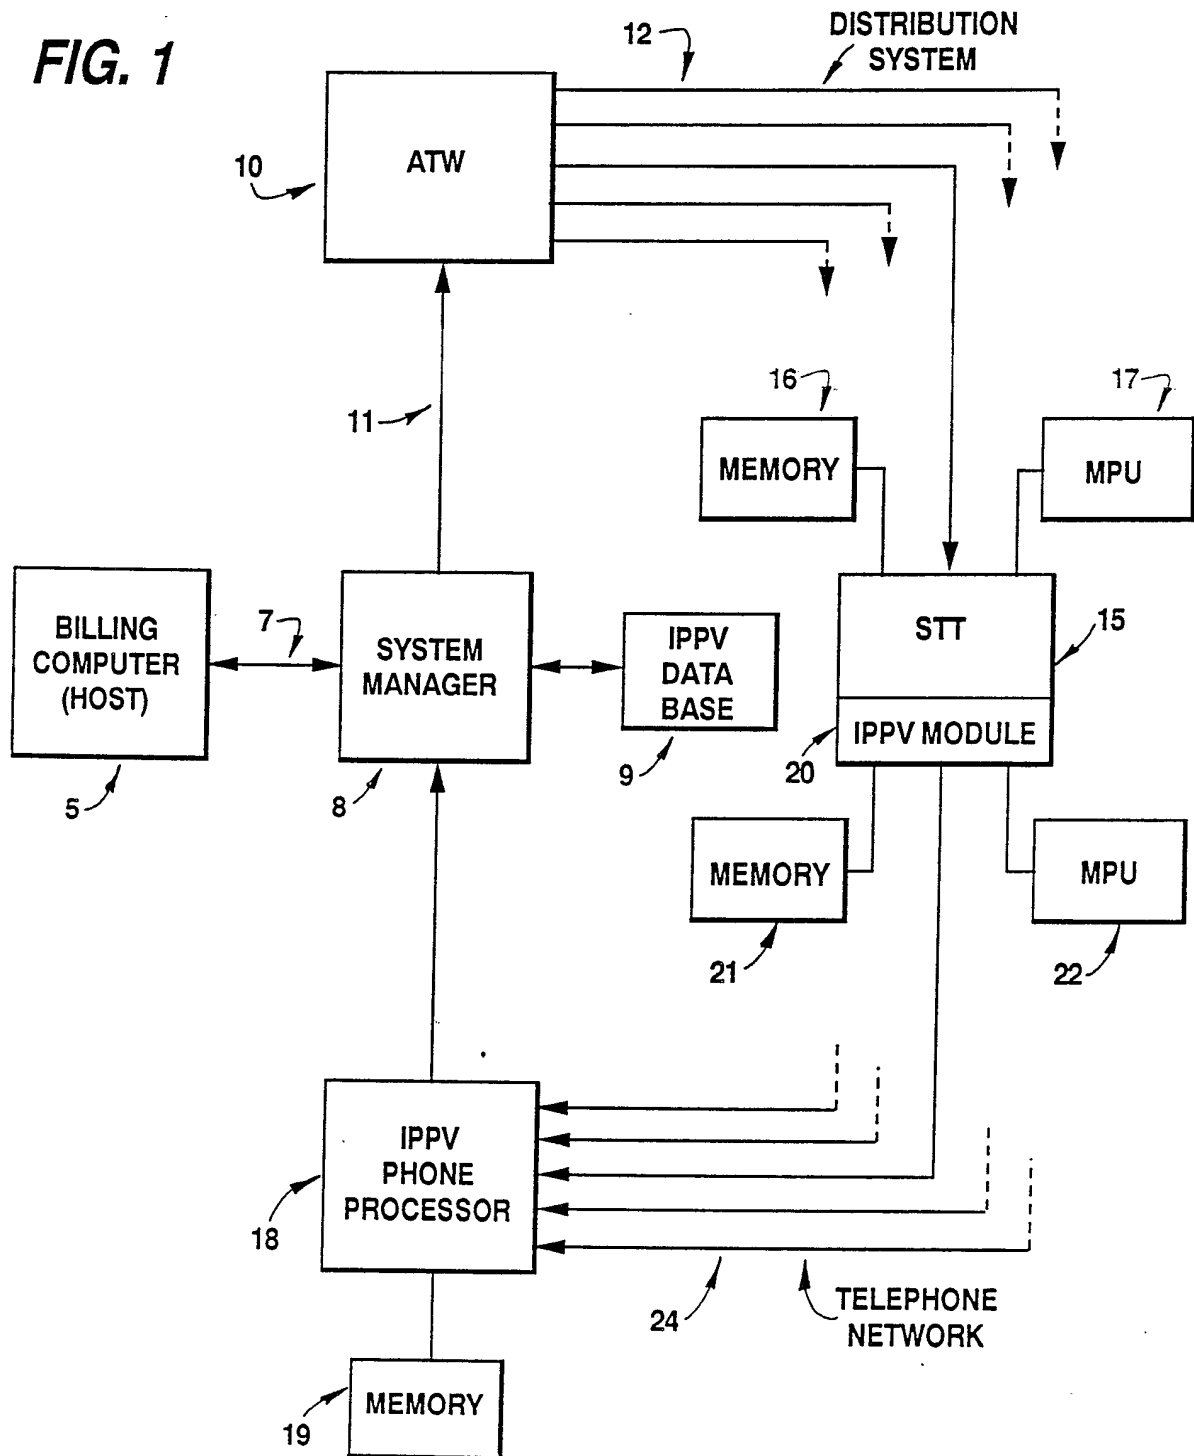 FIG. 1
12
DISTRIBUTION
SYSTEM
10
ATW
11
16
17
MEMORY
MPU
BILLING
COMPUTER
(HOST)
7
SYSTEM
MANAGER
IPPV
DATA
BASE
STT
15
IPPV MODULE
20
5
8
9
MEMORY
MPU
21
22
IPPV
PHONE
PROCESSOR
18
24
TELEPHONE
NETWORK
MEMORY
19